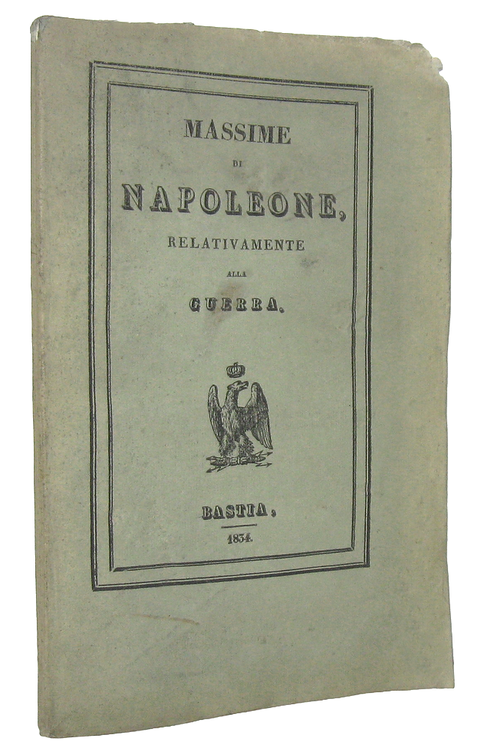 MASSIME
DI
NAPOLEONE,
RELATIVAMENTE
ALLA
GUERRA.
BASTIA,
1834.